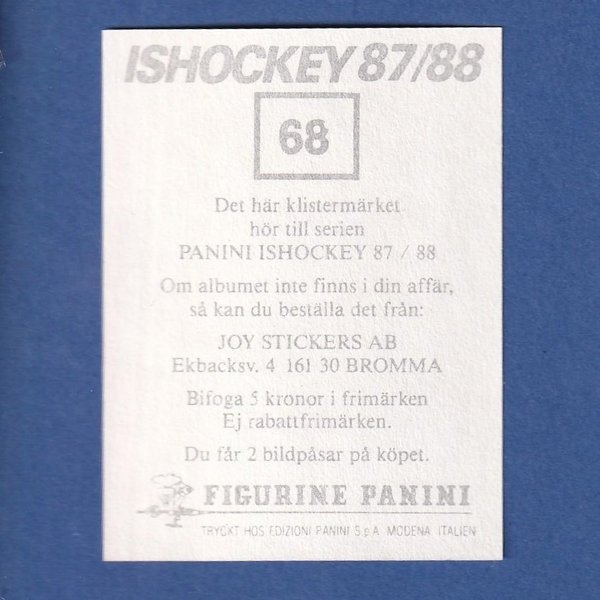 ISHOCKEY 87/88
68
Det här klistermärket
hör till serien
PANINI ISHOCKEY 87 / 88
Om albumet inte finns i din affär,
så kan du beställa det från:
JOY STICKERS AB
Ekbacksv. 4 161 30 BROMMA
Bifoga 5 kronor i frimärken
Ej rabattfrimärken.
Du får 2 bildpåsar på köpet.
FIGURINE PANINI
TRYCKT HOS EDIZIONI PANINI S.p.A. MODENA ITALIEN